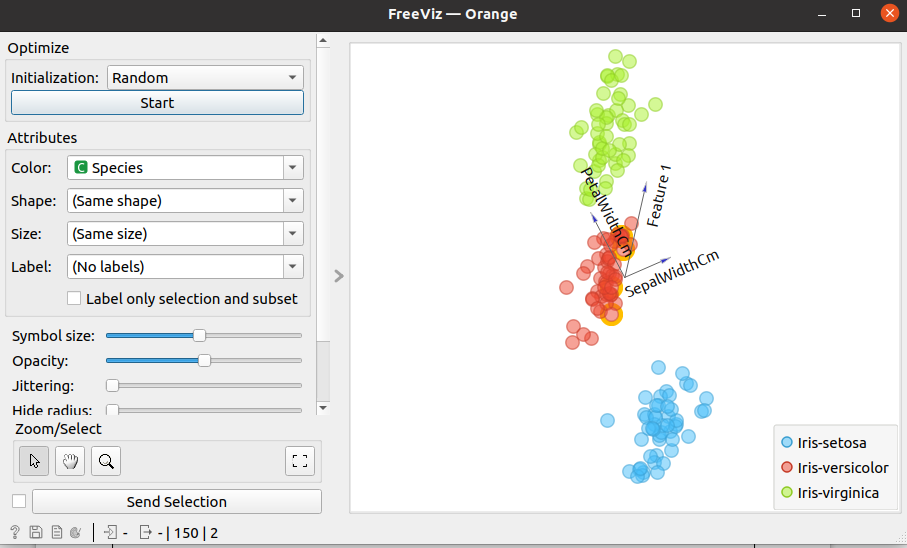 FreeViz — Orange
Optimize
Initialization: Random
Start
Attributes
Color: C Species
Shape: (Same shape)
Size: (Same size)
Label: (No labels)
Label only selection and subset
Symbol size:
Opacity:
Jittering:
Hide radius:
Zoom/Select
Send Selection
? - - | 150 | 2
PetalWidthCm
Feature 1
SepalWidthCm
Iris-setosa
Iris-versicolor
Iris-virginica